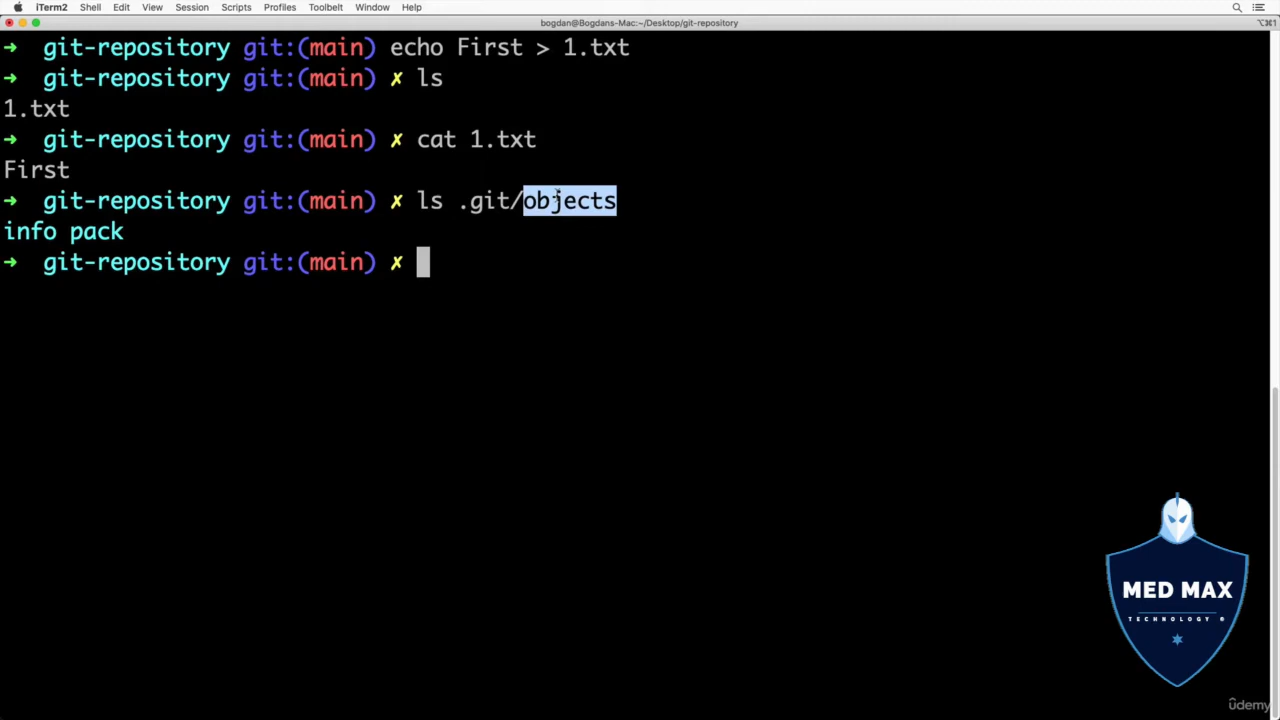 iTerm2 Shell Edit View Session Scripts Profiles Toolbelt Window Help
bogdan@Bogdans-Mac:~/Desktop/git-repository
⌥⌘1
➜ git-repository git:(main) echo First > 1.txt
➜ git-repository git:(main) ✗ ls
1.txt
➜ git-repository git:(main) ✗ cat 1.txt
First
➜ git-repository git:(main) ✗ ls .git/objects
info pack
➜ git-repository git:(main) ✗
MED MAX
TECHNOLOGY ®
ûdemy